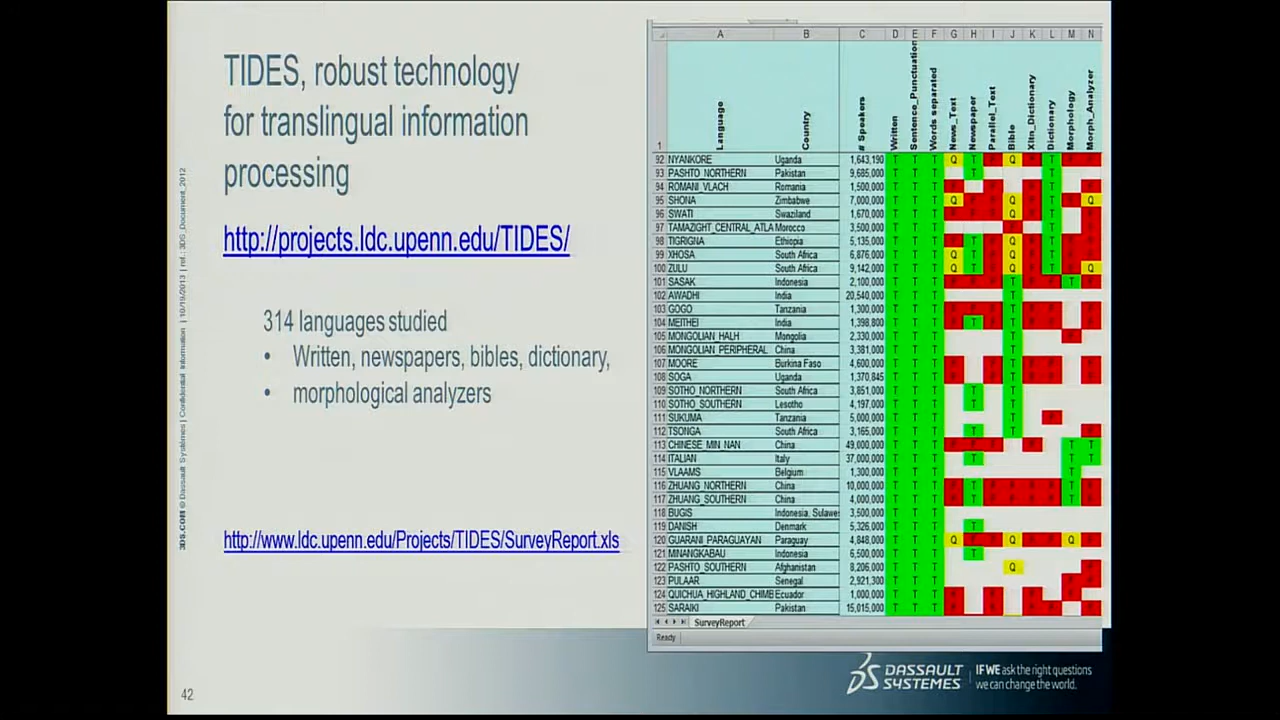 TIDES, robust technology
for translingual information
processing
http://projects.ldc.upenn.edu/TIDES/
314 languages studied
• Written, newspapers, bibles, dictionary,
• morphological analyzers
http://www.ldc.upenn.edu/Projects/TIDES/SurveyReport.xls
3DS.COM © Dassault Systèmes | Confidential Information | 10/19/2013 | ref.: 3DS_Document_2012
42
A B C D E F G H I J K L M N
1 Language Country # Speakers Written Sentence_Punctuation Words separated News_Text Newspaper Parallel_Text Bible Xltn_Dictionary Dictionary Morphology Morph_Analyzer
92 NYANKORE Uganda 1,643,190 T T T Q T Q T
93 PASHTO_NORTHERN Pakistan 9,685,000 T T T T T
94 ROMANI_VLACH Romania 1,500,000 T T T T
95 SHONA Zimbabwe 7,000,000 T T T Q Q T Q
96 SWATI Swaziland 1,670,000 T T T Q T
97 TAMAZIGHT_CENTRAL_ATLA Morocco 3,500,000 T T T T
98 TIGRIGNA Ethiopia 5,135,000 T T T T Q T
99 XHOSA South Africa 6,876,000 T T T Q T Q T
100 ZULU South Africa 9,142,000 T T T Q T Q T Q
101 SASAK Indonesia 2,100,000 T T T T T
102 AWADHI India 20,540,000 T T T T
103 GOGO Tanzania 1,300,000 T T T T
104 MEITHEI India 1,398,800 T T T T T
105 MONGOLIAN_HALH Mongolia 2,330,000 T T T T
106 MONGOLIAN_PERIPHERAL China 3,381,000 T T T T
107 MOORE Burkina Faso 4,600,000 T T T T
108 SOGA Uganda 1,370,845 T T T T
109 SOTHO_NORTHERN South Africa 3,851,000 T T T T T
110 SOTHO_SOUTHERN Lesotho 4,197,000 T T T T T
111 SUKUMA Tanzania 5,000,000 T T T T
112 TSONGA South Africa 3,165,000 T T T T T
113 CHINESE_MIN_NAN China 49,000,000 T T T T T
114 ITALIAN Italy 37,000,000 T T T T T T
115 VLAAMS Belgium 1,300,000 T T T T
116 ZHUANG_NORTHERN China 10,000,000 T T T T
117 ZHUANG_SOUTHERN China 4,000,000 T T T T
118 BUGIS Indonesia, Sulawes 3,500,000 T T T
119 DANISH Denmark 5,326,000 T T T T
120 GUARANI_PARAGUAYAN Paraguay 4,848,000 T T T Q Q Q
121 MINANGKABAU Indonesia 6,500,000 T T T T
122 PASHTO_SOUTHERN Afghanistan 8,206,000 T T T Q
123 PULAAR Senegal 2,921,300 T T T
124 QUICHUA_HIGHLAND_CHIMB Ecuador 1,000,000 T T T
125 SARAIKI Pakistan 15,015,000 T T T
SurveyReport
Ready
DASSAULT
SYSTEMES
IF WE ask the right questions
we can change the world.